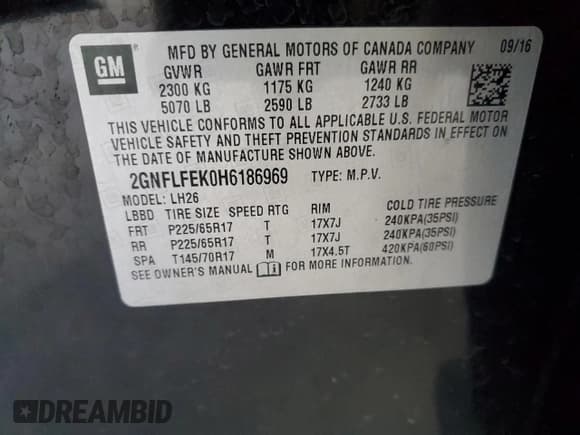 GM
MFD BY GENERAL MOTORS OF CANADA COMPANY 09/16
GVWR GAWR FRT GAWR RR
2300 KG 1175 KG 1240 KG
5070 LB 2590 LB 2733 LB
THIS VEHICLE CONFORMS TO ALL APPLICABLE U.S. FEDERAL MOTOR
VEHICLE SAFETY AND THEFT PREVENTION STANDARDS IN EFFECT ON
THE DATE OF MANUFACTURE SHOWN ABOVE.
2GNFLFEK0H6186969 TYPE: M.P.V.
MODEL: LH26
LBBD TIRE SIZE SPEED RTG RIM COLD TIRE PRESSURE
FRT P225/65R17 T 17X7J 240KPA(35PSI)
RR P225/65R17 T 17X7J 240KPA(35PSI)
SPA T145/70R17 M 17X4.5T 420KPA(60PSI)
SEE OWNER'S MANUAL FOR MORE INFORMATION.
DREAMBID